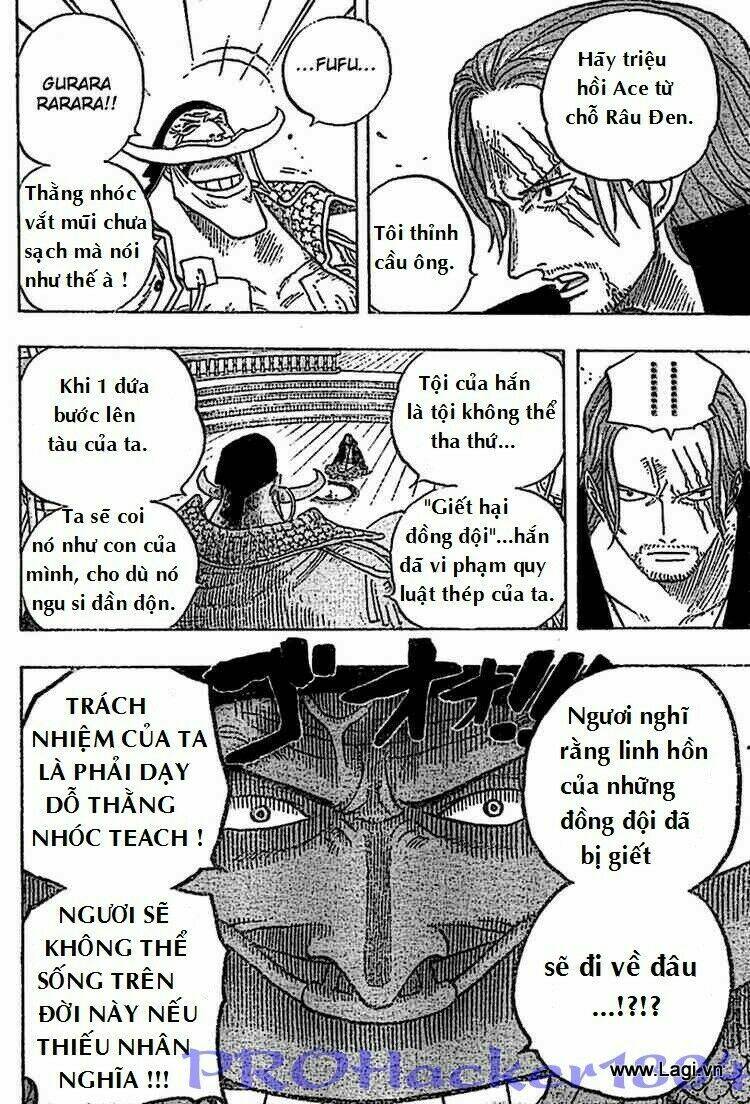 Hãy triệu
hồi Ace từ
chỗ Râu Đen.
Tôi thỉnh
cầu ông.
...FUFU...
GURARA
RARARA!!
Thằng nhóc
vắt mũi chưa
sạch mà nói
như thế à !
Tội của hắn
là tội không thể
tha thứ...
"Giết hại
đồng đội"...hắn
đã vi phạm quy
luật thép của ta.
Khi 1 đứa
bước lên
tàu của ta.
Ta sẽ coi
nó như con của
mình, cho dù nó
ngu si đần độn.
ゴオオ!!!
Ngươi nghĩ
rằng linh hồn
của những
đồng đội đã
bị giết
sẽ đi về đâu
...!?!?
TRÁCH
NHIỆM CỦA TA
LÀ PHẢI DẠY
DỖ THẰNG
NHÓC TEACH !
NGƯƠI SẼ
KHÔNG THỂ
SỐNG TRÊN
ĐỜI NÀY NẾU
THIẾU NHÂN
NGHĨA !!!
PROHacker1804
www.Lagi.vn